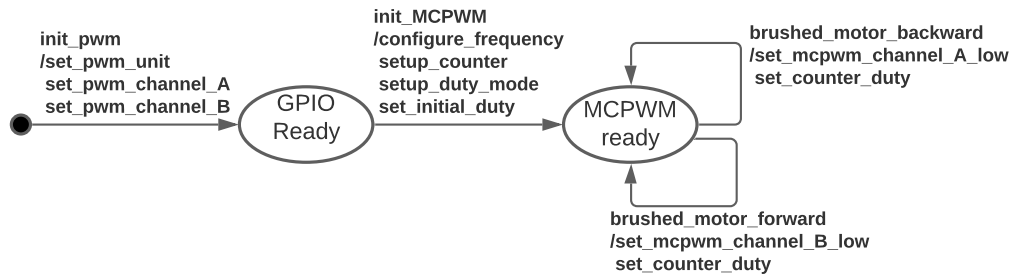 init_pwm
/set_pwm_unit
set_pwm_channel_A
set_pwm_channel_B
GPIO
Ready
init_MCPWM
/configure_frequency
setup_counter
setup_duty_mode
set_initial_duty
MCPWM
ready
brushed_motor_backward
/set_mcpwm_channel_A_low
set_counter_duty
brushed_motor_forward
/set_mcpwm_channel_B_low
set_counter_duty